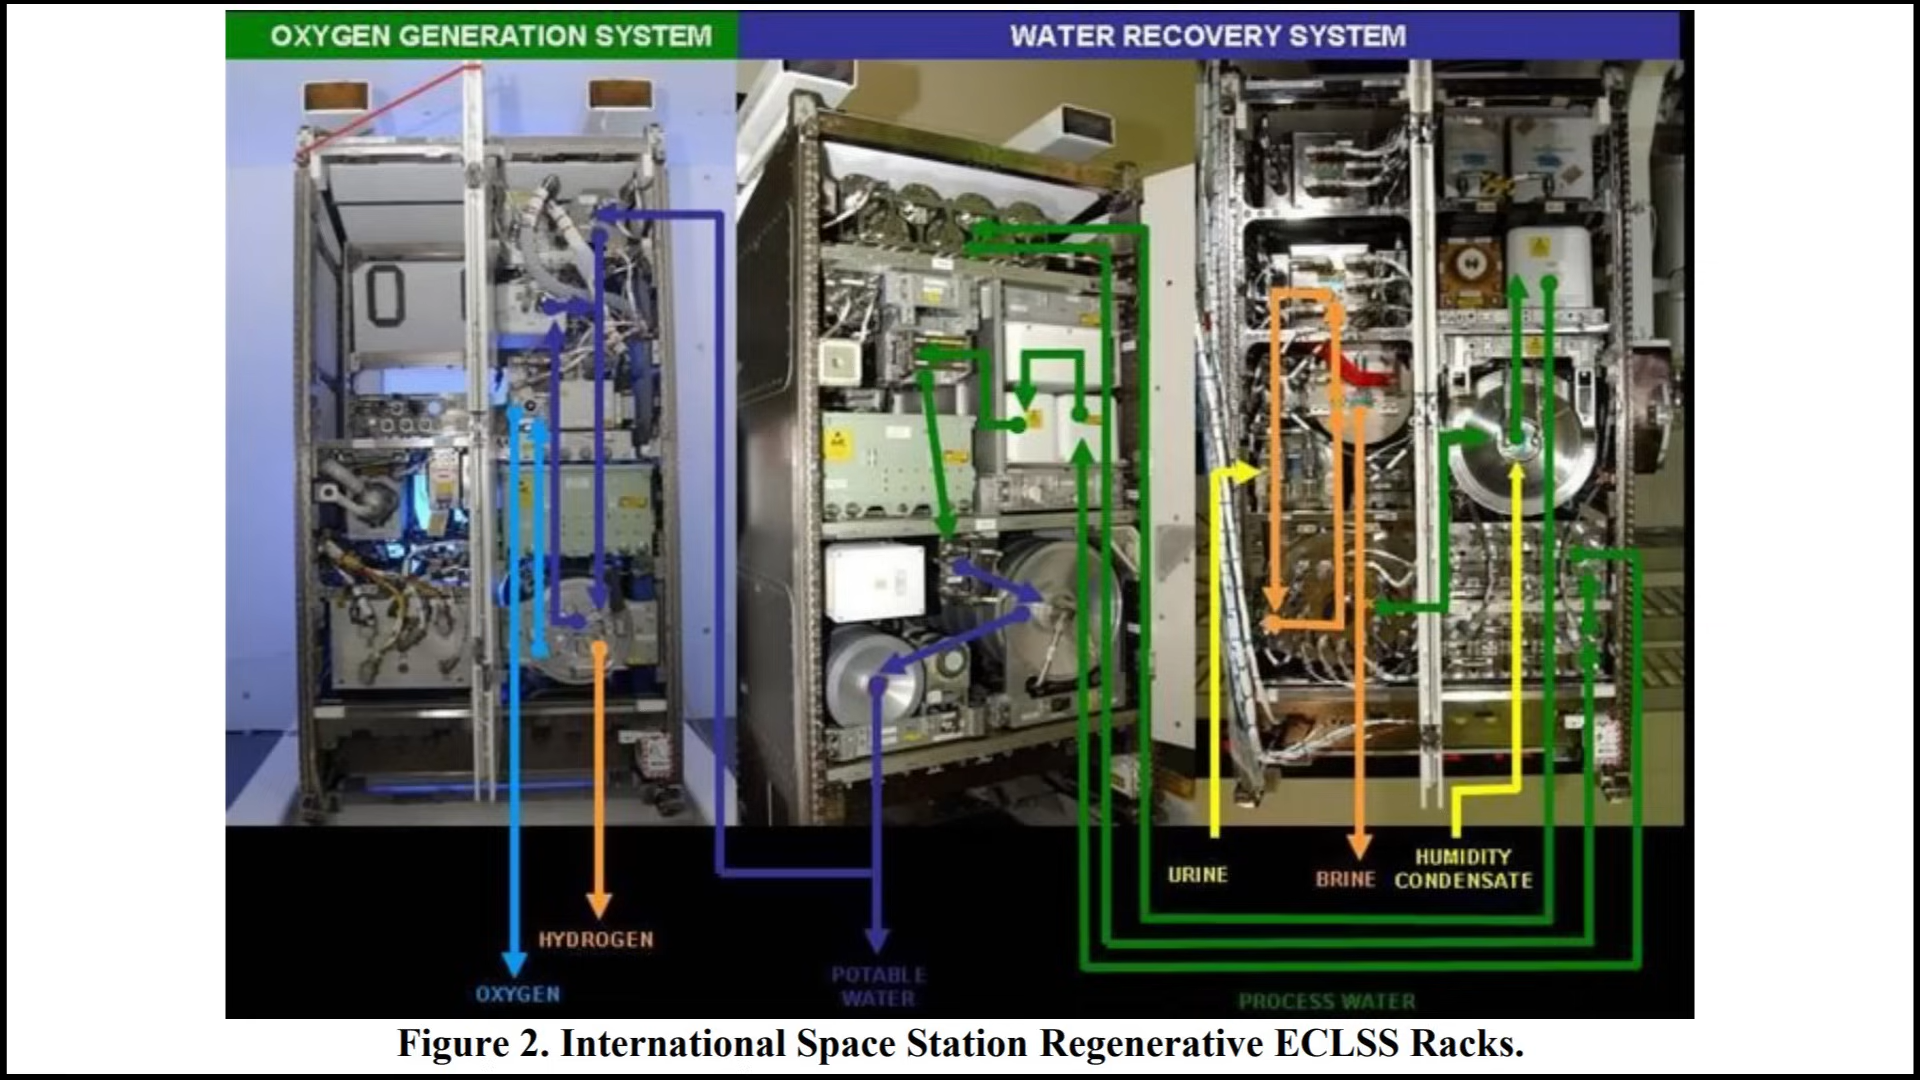 OXYGEN GENERATION SYSTEM
WATER RECOVERY SYSTEM
URINE
BRINE
HUMIDITY
CONDENSATE
HYDROGEN
OXYGEN
POTABLE
WATER
PROCESS WATER
Figure 2. International Space Station Regenerative ECLSS Racks.